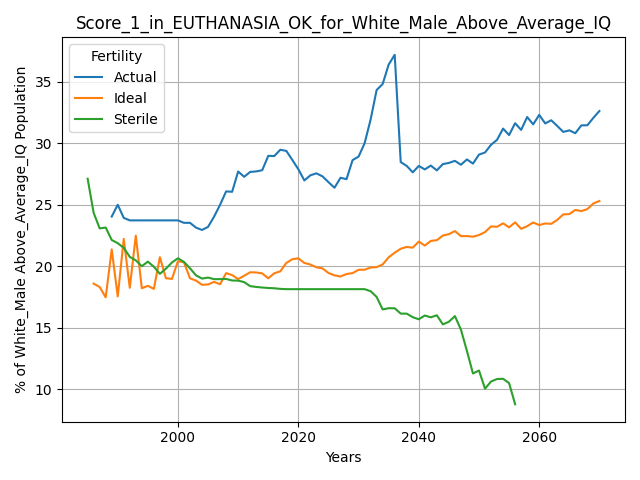 Score_1_in_EUTHANASIA_OK_for_White_Male_Above_Average_IQ
Fertility
Actual
Ideal
Sterile
% of White_Male Above_Average_IQ Population
35
30
25
20
15
10
2000
2020
2040
2060
Years